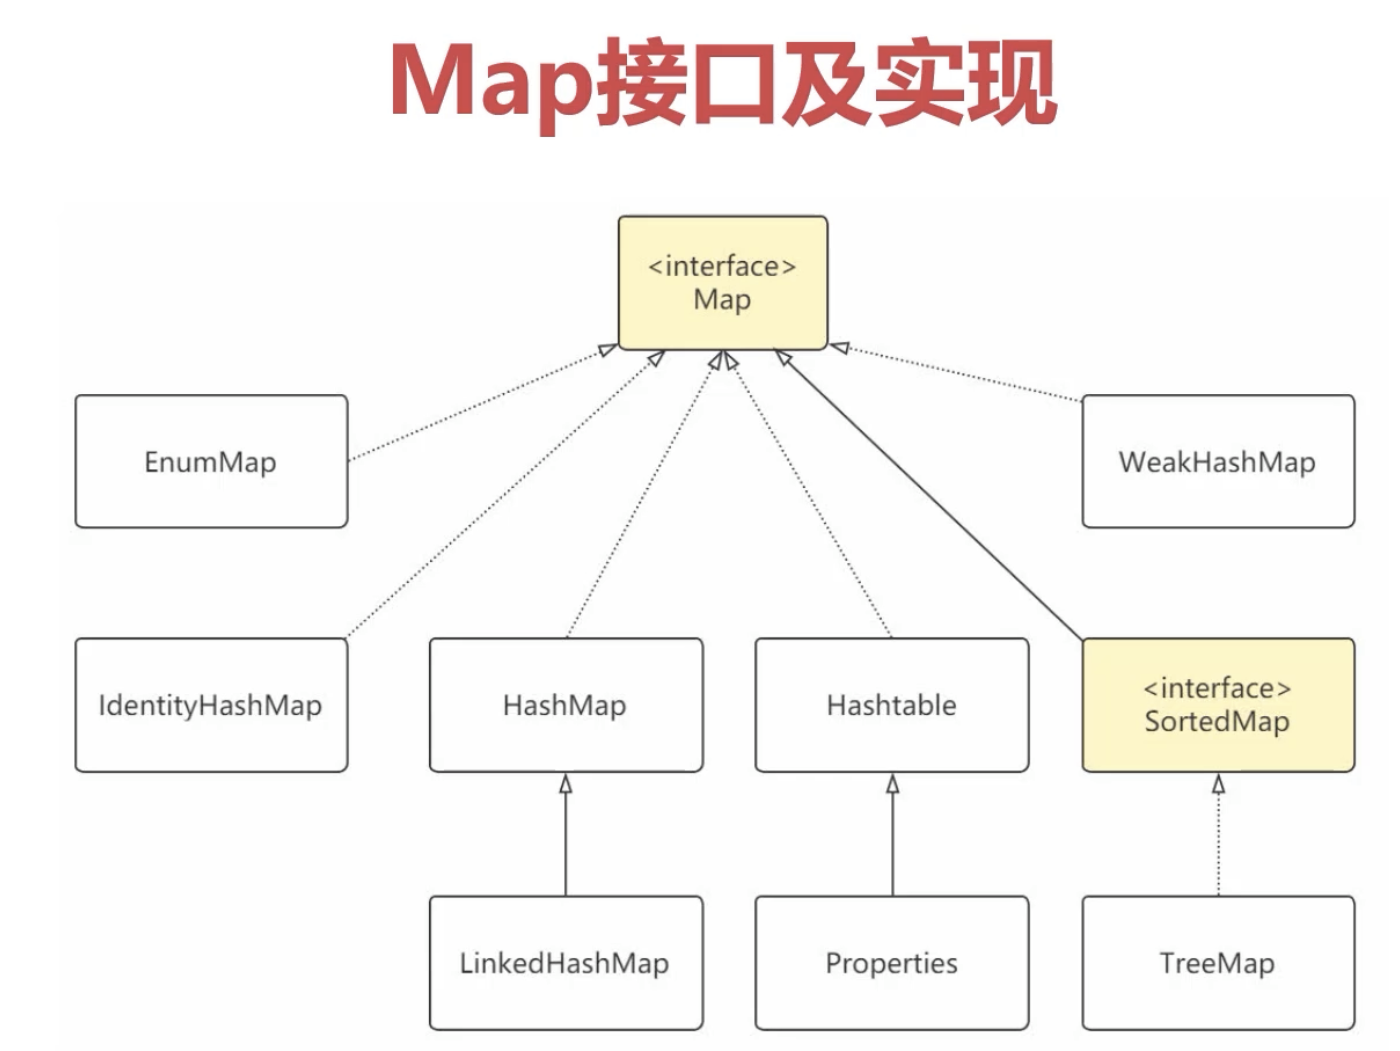 Map接口及实现
<interface>
Map
EnumMap
WeakHashMap
IdentityHashMap
HashMap
Hashtable
<interface>
SortedMap
LinkedHashMap
Properties
TreeMap